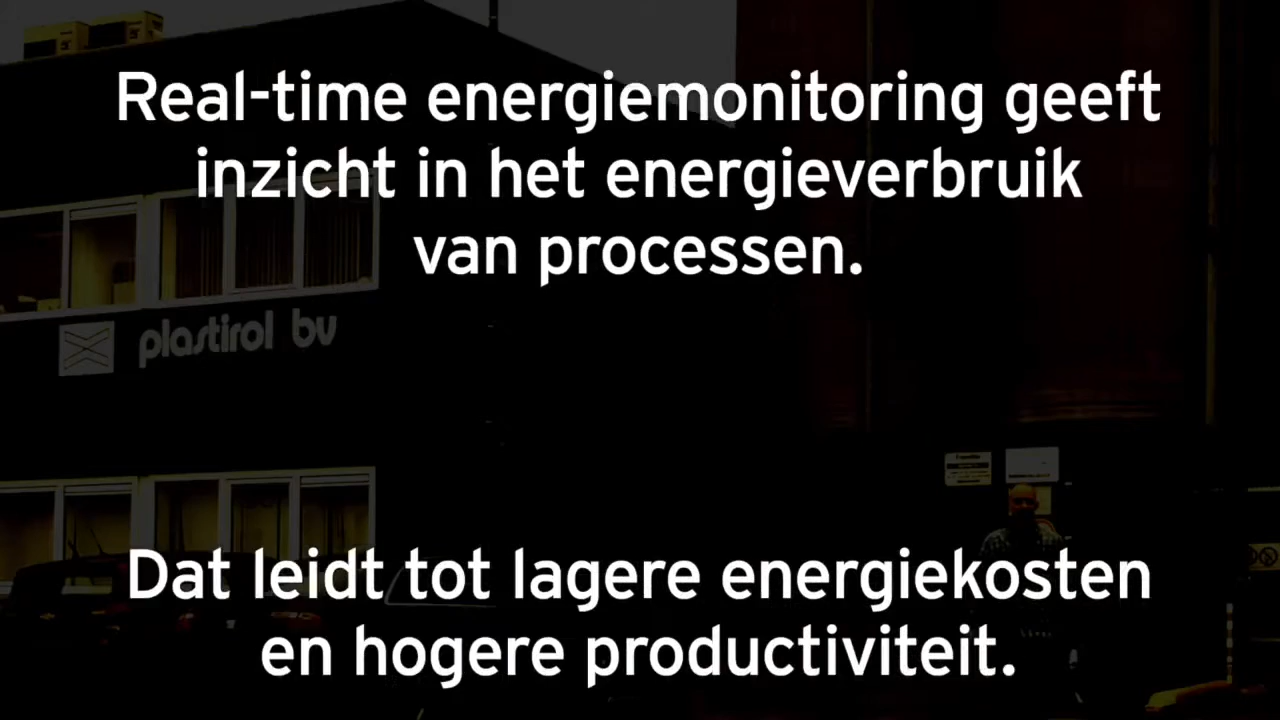 Real-time energiemonitoring geeft
inzicht in het energieverbruik
van processen.
plastirol bv
Dat leidt tot lagere energiekosten
en hogere productiviteit.